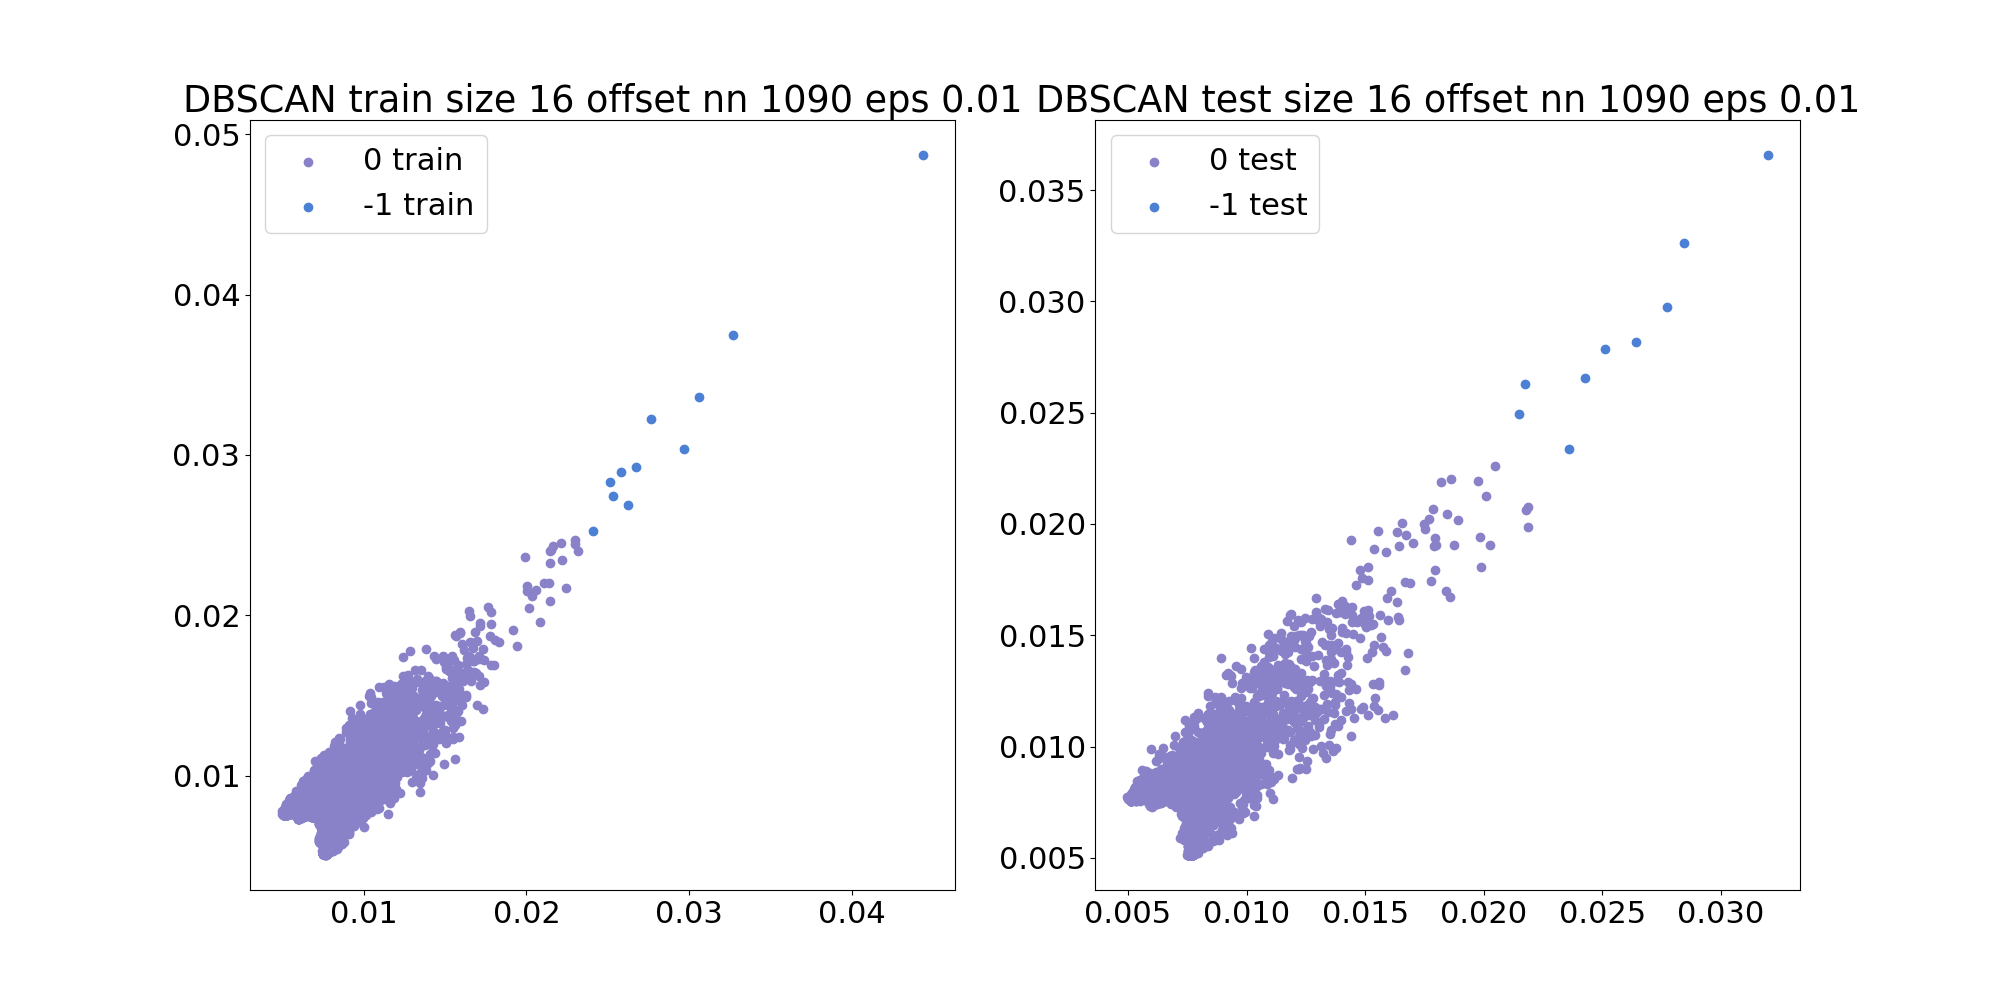 DBSCAN train size 16 offset nn 1090 eps 0.01
0.05
0.04
0.03
0.02
0.01
0 train
-1 train
0.01 0.02 0.03 0.04
DBSCAN test size 16 offset nn 1090 eps 0.01
0.035
0.030
0.025
0.020
0.015
0.010
0.005
0 test
-1 test
0.005 0.010 0.015 0.020 0.025 0.030